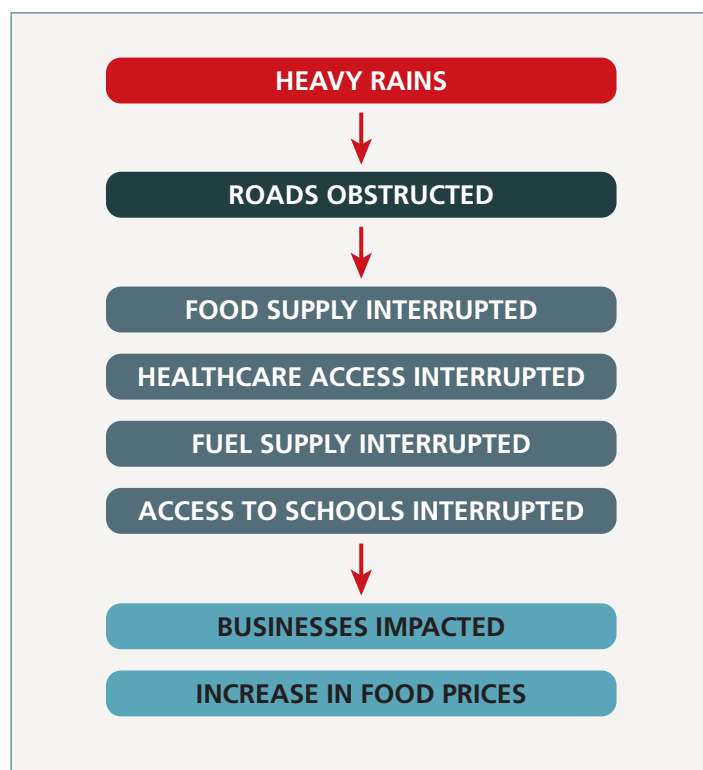 HEAVY RAINS
ROADS OBSTRUCTED
FOOD SUPPLY INTERRUPTED
HEALTHCARE ACCESS INTERRUPTED
FUEL SUPPLY INTERRUPTED
ACCESS TO SCHOOLS INTERRUPTED
BUSINESSES IMPACTED
INCREASE IN FOOD PRICES